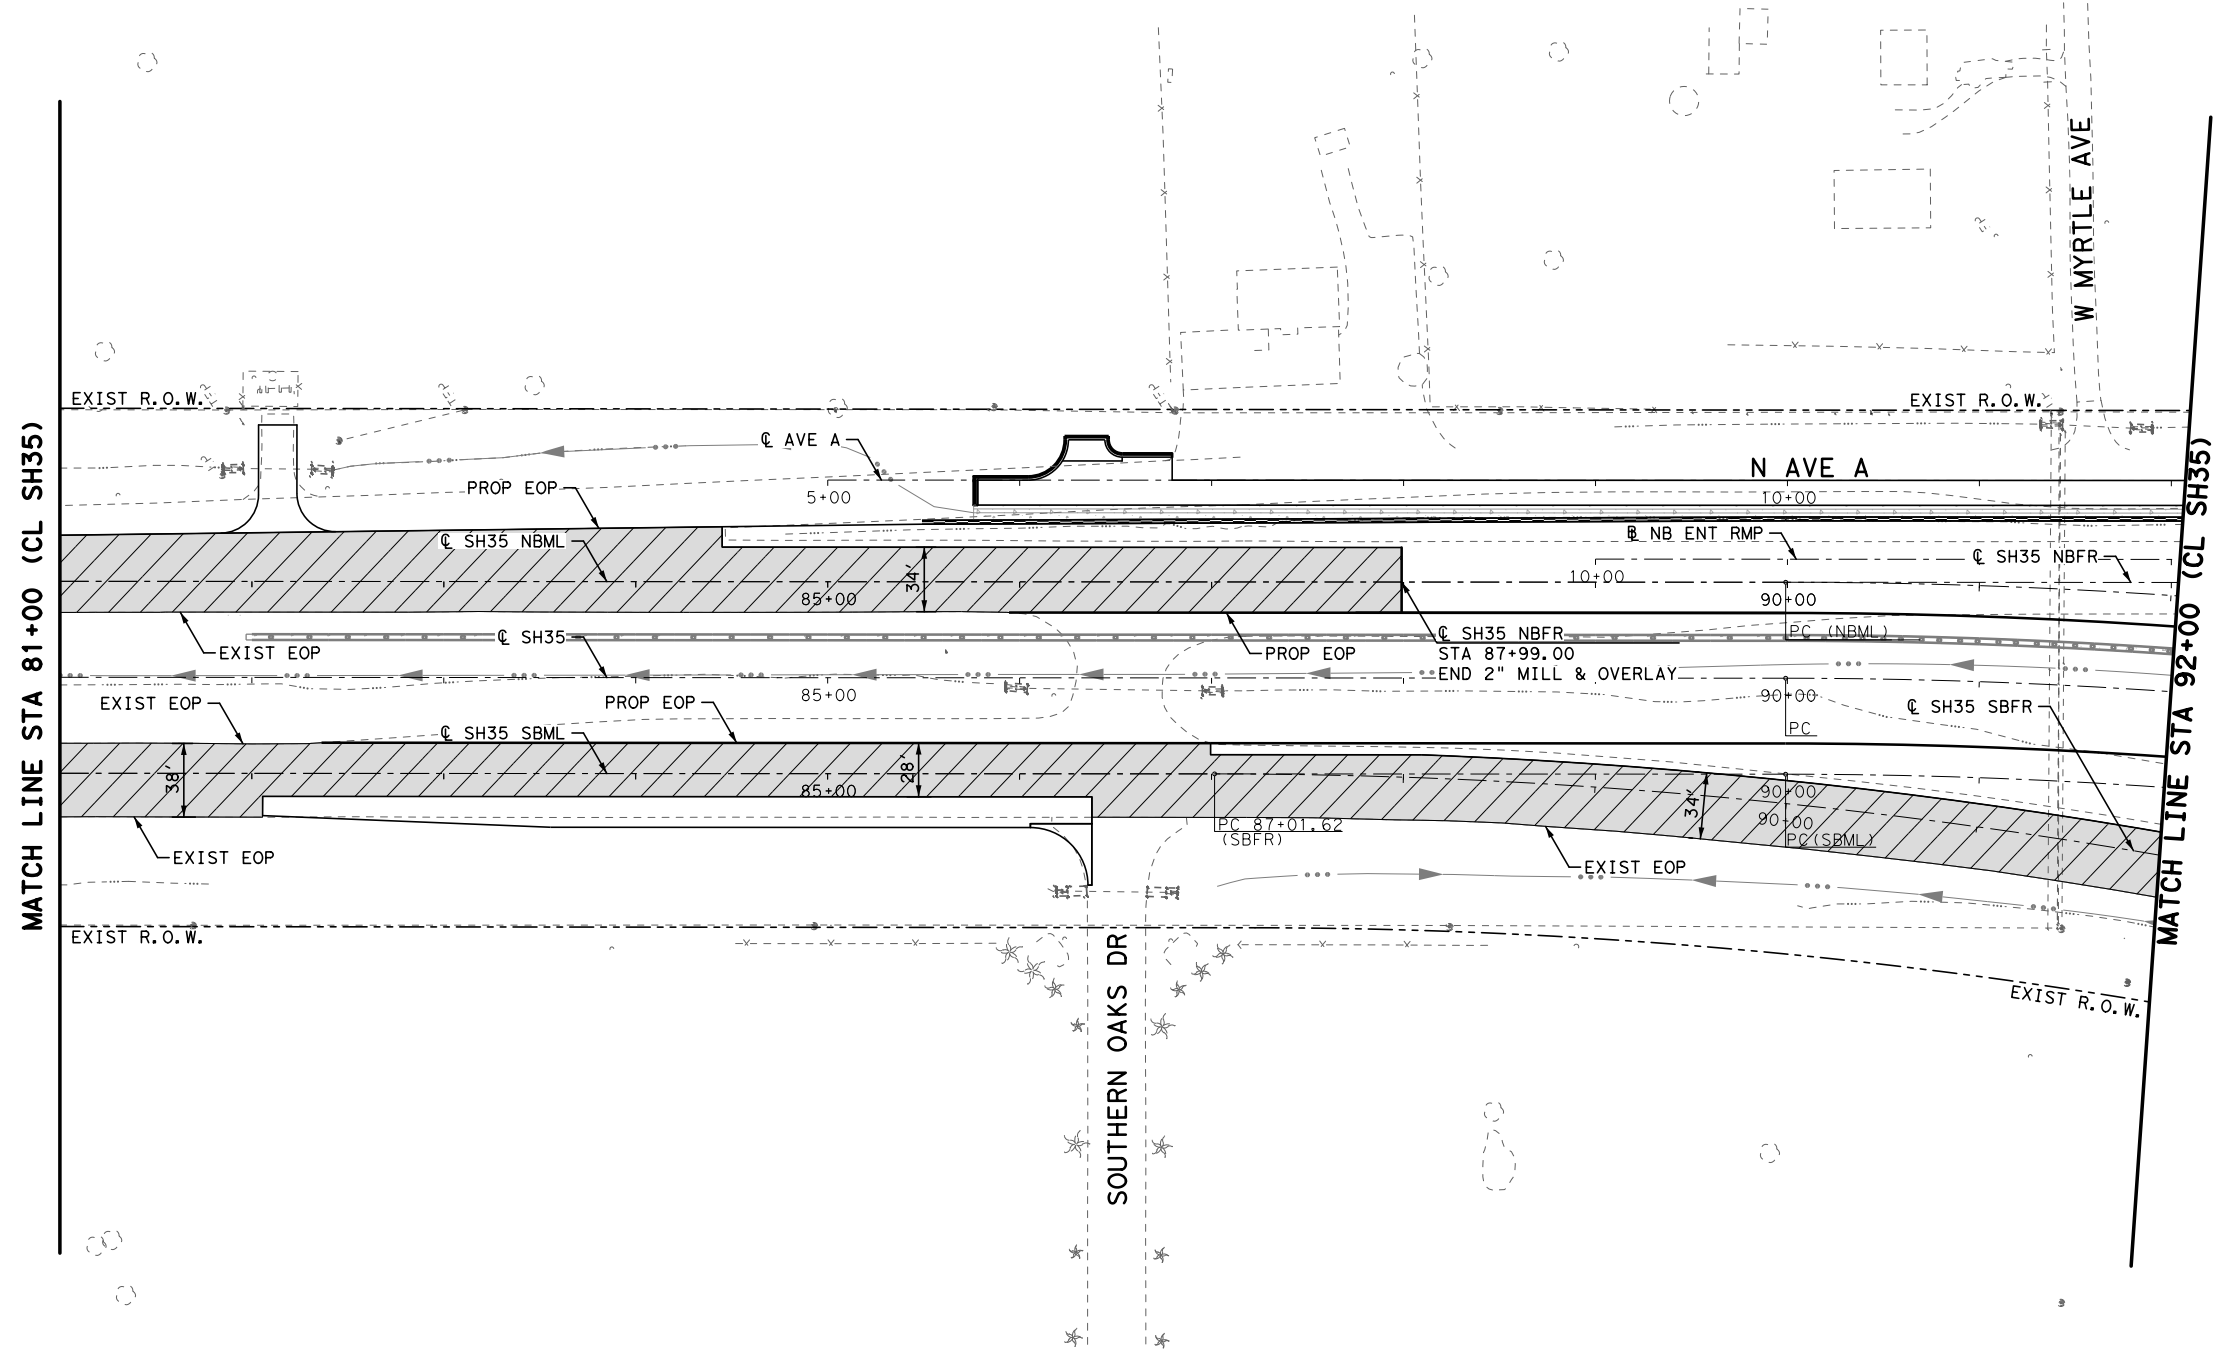 W MYRTLE AVE
EXIST R.O.W.
EXIST R.O.W.
℄ AVE A
N AVE A
PROP EOP
5+00
10+00
℄ SH35 NBML
B NB ENT RMP
℄ SH35 NBFR
10+00
34'
85+00
90+00
MATCH LINE STA 81+00 (CL SH35)
MATCH LINE STA 92+00 (CL SH35)
℄ SH35
℄ SH35 NBFR
STA 87+99.00
END 2" MILL & OVERLAY
PC (NBML)
EXIST EOP
PROP EOP
85+00
90+00
EXIST EOP
PROP EOP
℄ SH35 SBFR
PC
℄ SH35 SBML
38'
28'
85+00
90+00
34'
90+00
PC 87+01.62
(SBFR)
PC(SBML)
EXIST EOP
EXIST EOP
EXIST R.O.W.
EXIST R.O.W.
SOUTHERN OAKS DR